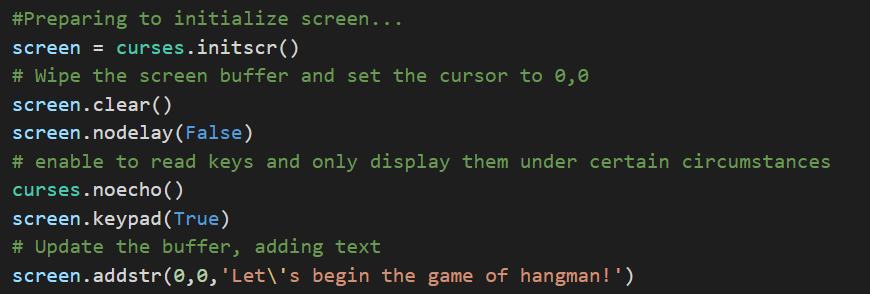 #Preparing to initialize screen...
screen = curses.initscr()
# Wipe the screen buffer and set the cursor to 0,0
screen.clear()
screen.nodelay(False)
# enable to read keys and only display them under certain circumstances
curses.noecho()
screen.keypad(True)
# Update the buffer, adding text
screen.addstr(0,0,'Let\'s begin the game of hangman!')